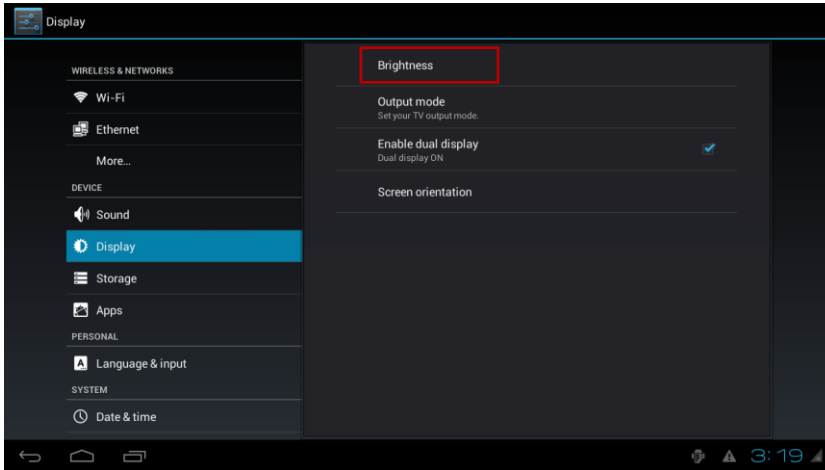 Display
WIRELESS & NETWORKS
Wi-Fi
Ethernet
More...
DEVICE
Sound
Display
Storage
Apps
PERSONAL
A Language & input
SYSTEM
Date & time
Brightness
Output mode
Set your TV output mode.
Enable dual display
Dual display ON
Screen orientation
3:19